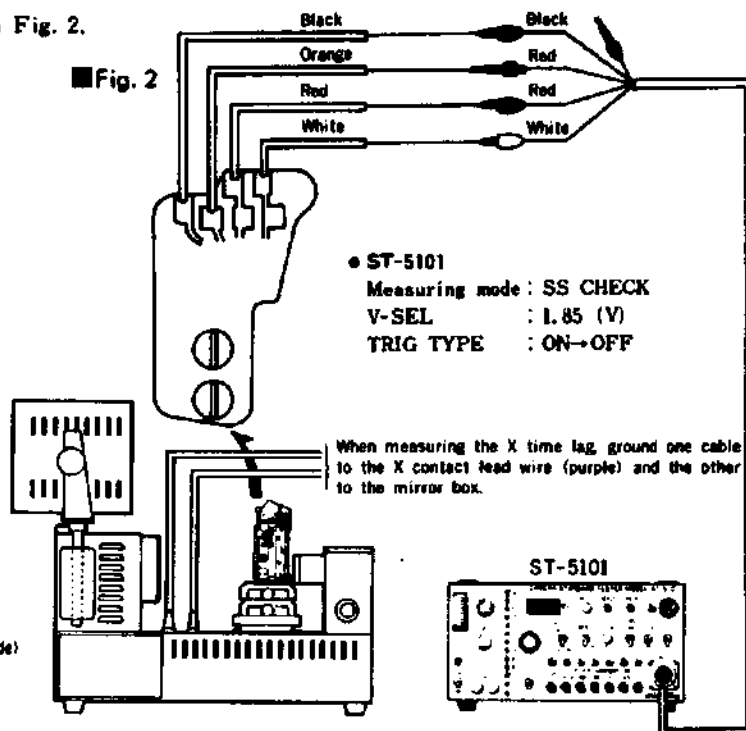 Fig. 2.
■Fig. 2
Black
Black
Orange
Red
Red
Red
White
White
● ST-5101
Measuring mode : SS CHECK
V-SEL : 1.85 (V)
TRIG TYPE : ON→OFF
When measuring the X time lag, ground one cable
to the X contact lead wire (purple) and the other
to the mirror box.
ST-5101